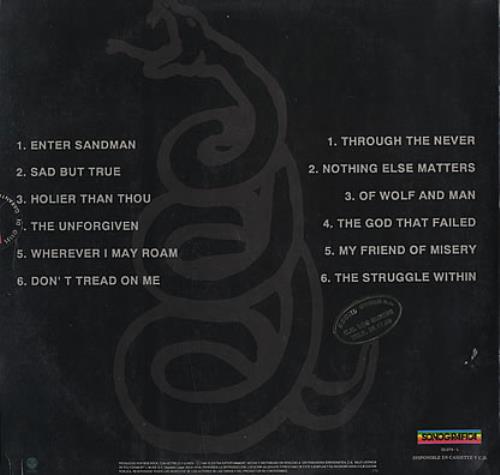 1. ENTER SANDMAN
2. SAD BUT TRUE
3. HOLIER THAN THOU
. THE UNFORGIVEN
5. WHEREVER I MAY ROAM
6. DON'T TREAD ON ME
1. THROUGH THE NEVER
2. NOTHING ELSE MATTERS
3. OF WOLF AND MAN
4. THE GOD THAT FAILED
5. MY FRIEND OF MISERY
6. THE STRUGGLE WITHIN
SONOGRAFICA
DISPONIBLE EN CASSETTE Y C.D.